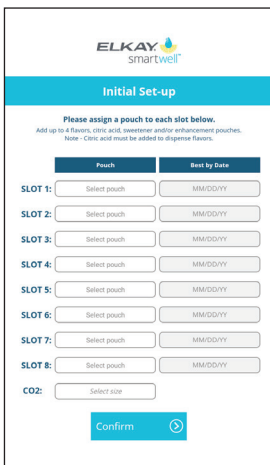 ELKAY
smartwell
Initial Set-up
Please assign a pouch to each slot below.
Add up to 4 flavors, citric acid, sweetener and/or enhancement pouches.
Note - Citric acid must be added to dispense flavors.
Pouch Best by Date
SLOT 1: Select pouch MM/DD/YY
SLOT 2: Select pouch MM/DD/YY
SLOT 3: Select pouch MM/DD/YY
SLOT 4: Select pouch MM/DD/YY
SLOT 5: Select pouch MM/DD/YY
SLOT 6: Select pouch MM/DD/YY
SLOT 7: Select pouch MM/DD/YY
SLOT 8: Select pouch MM/DD/YY
CO2: Select size
Confirm